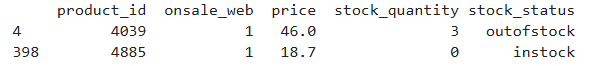 product_id onsale_web price stock_quantity stock_status
4 4039 1 46.0 3 outofstock
398 4885 1 18.7 0 instock